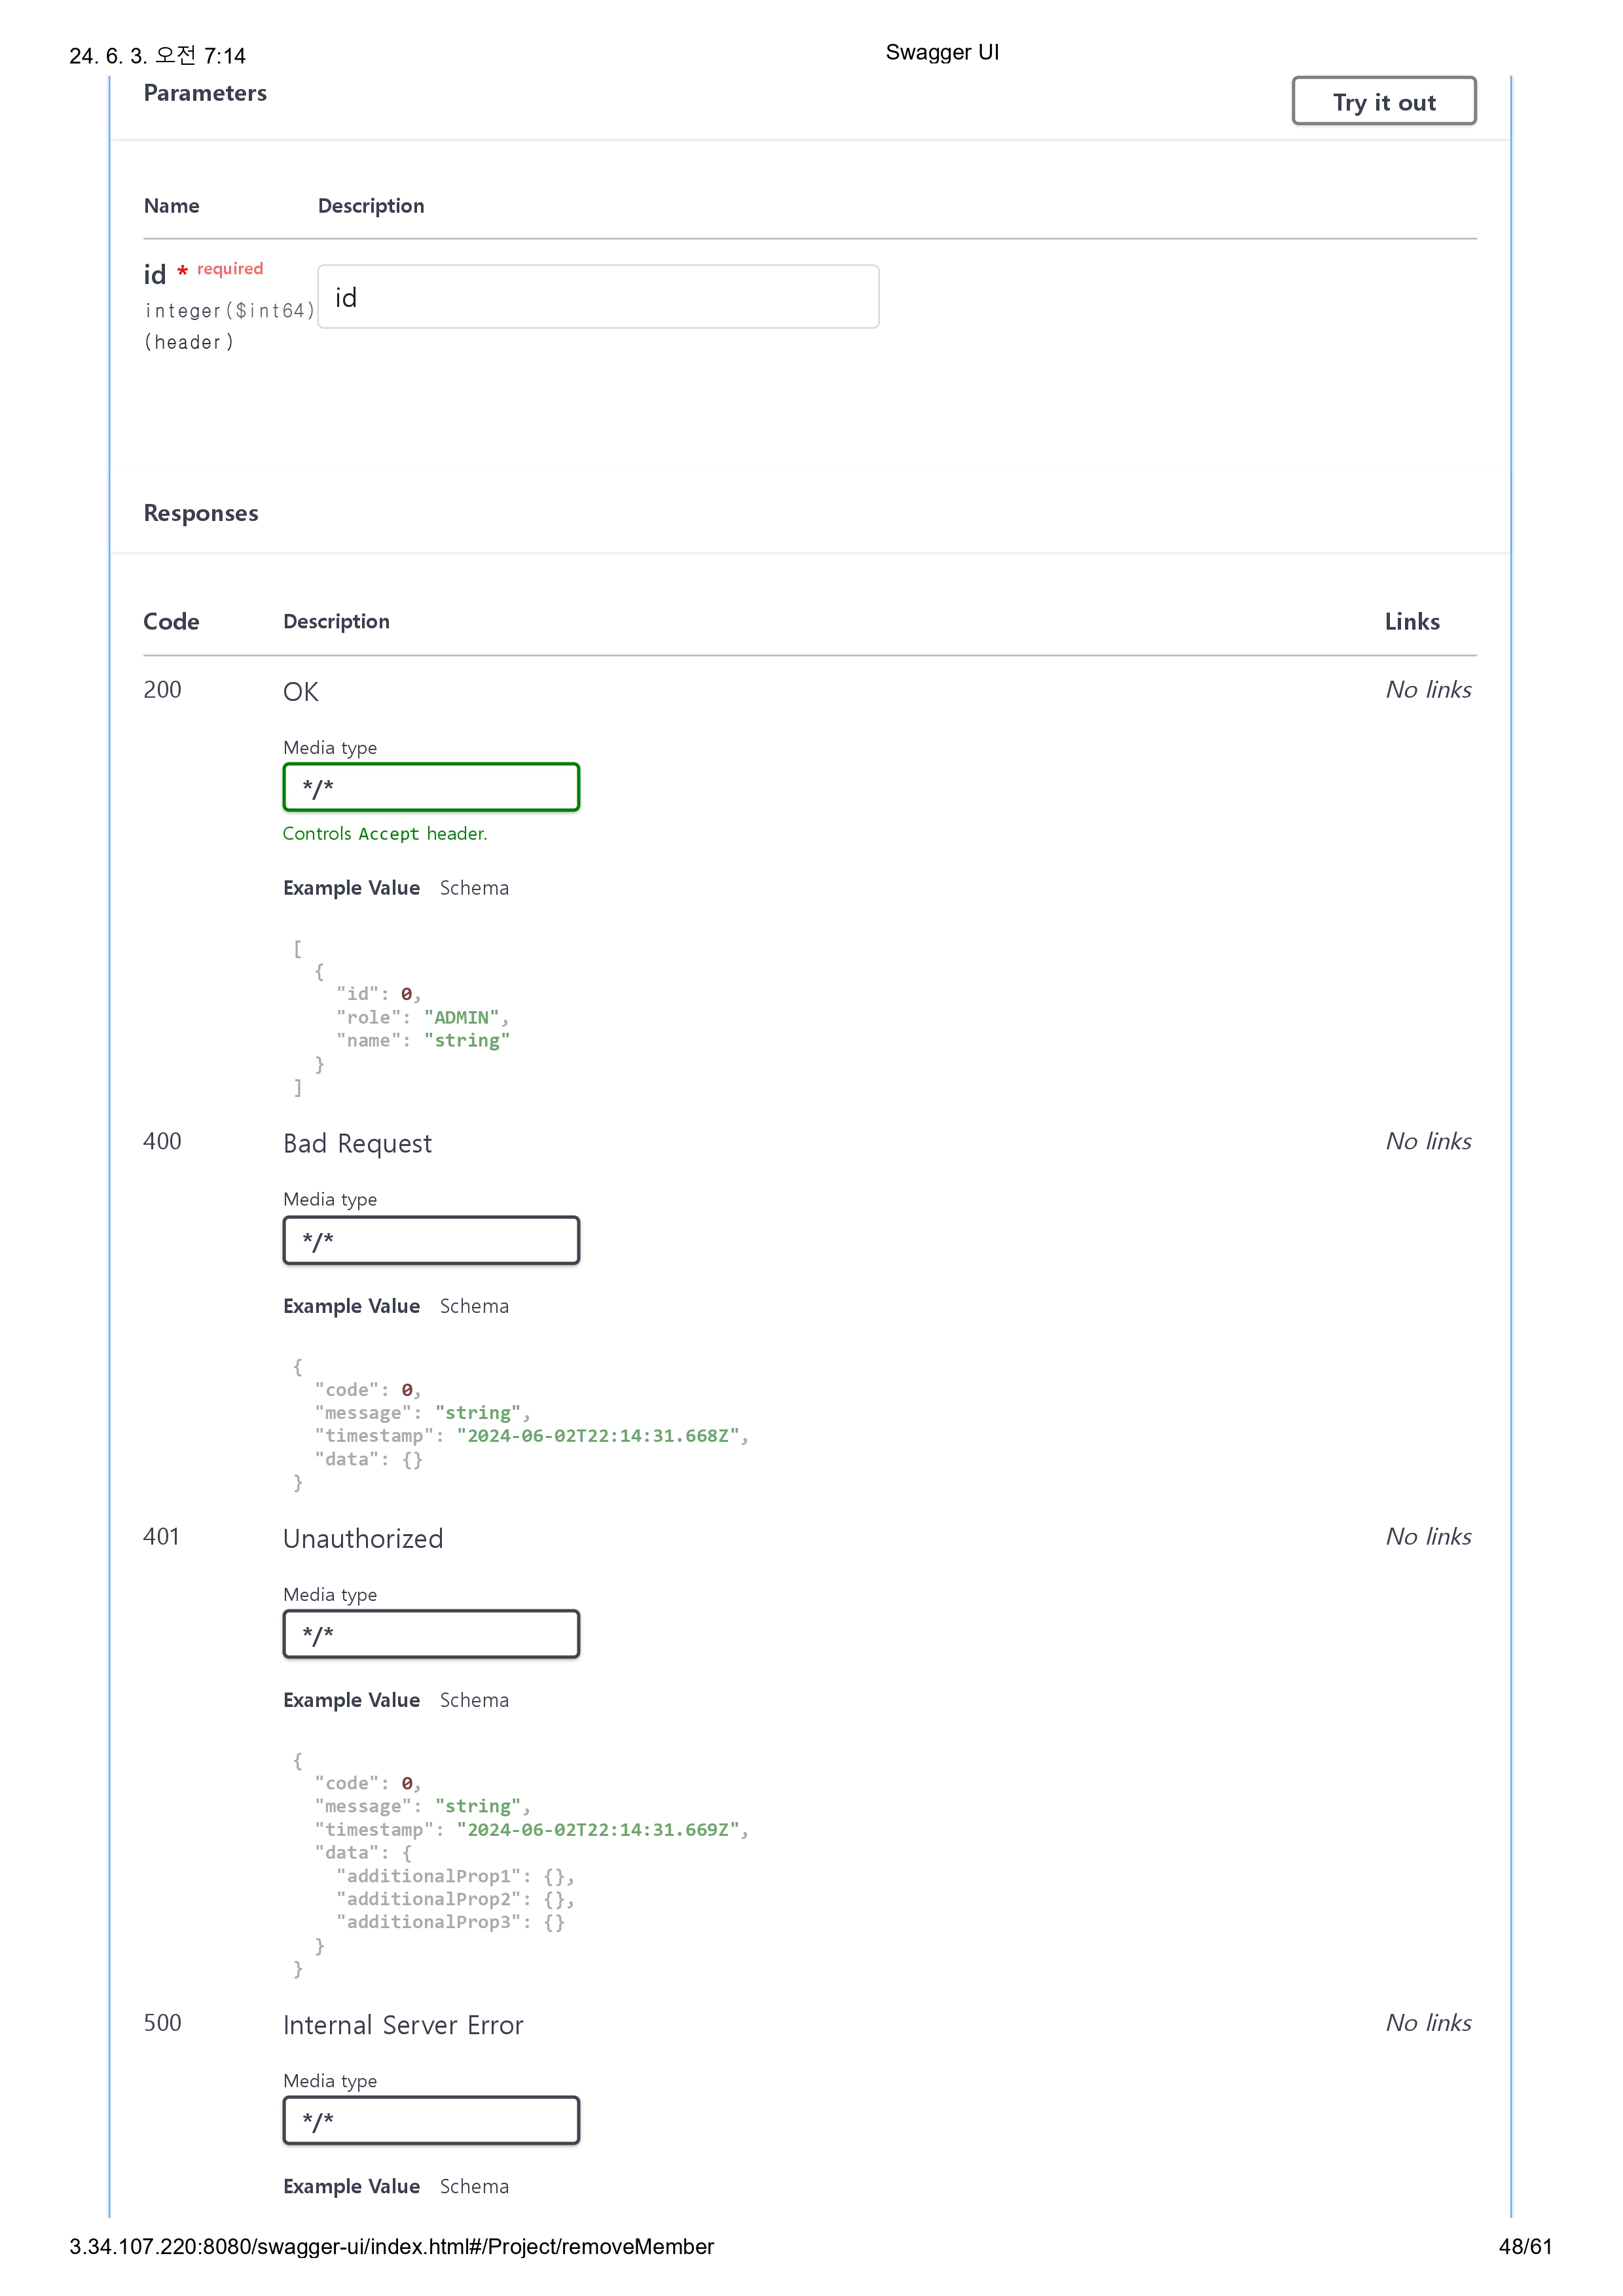 24. 6. 3. 오전 7:14 Swagger UI
Parameters Try it out
Name Description
id * required
integer($int64)
(header)
id
Responses
Code Description Links
200 OK No links
Media type
*/*
Controls Accept header.
Example Value Schema
[
  {
    "id": 0,
    "role": "ADMIN",
    "name": "string"
  }
]
400 Bad Request No links
Media type
*/*
Example Value Schema
{
  "code": 0,
  "message": "string",
  "timestamp": "2024-06-02T22:14:31.668Z",
  "data": {}
}
401 Unauthorized No links
Media type
*/*
Example Value Schema
{
  "code": 0,
  "message": "string",
  "timestamp": "2024-06-02T22:14:31.669Z",
  "data": {
    "additionalProp1": {},
    "additionalProp2": {},
    "additionalProp3": {}
  }
}
500 Internal Server Error No links
Media type
*/*
Example Value Schema
3.34.107.220:8080/swagger-ui/index.html#/Project/removeMember 48/61